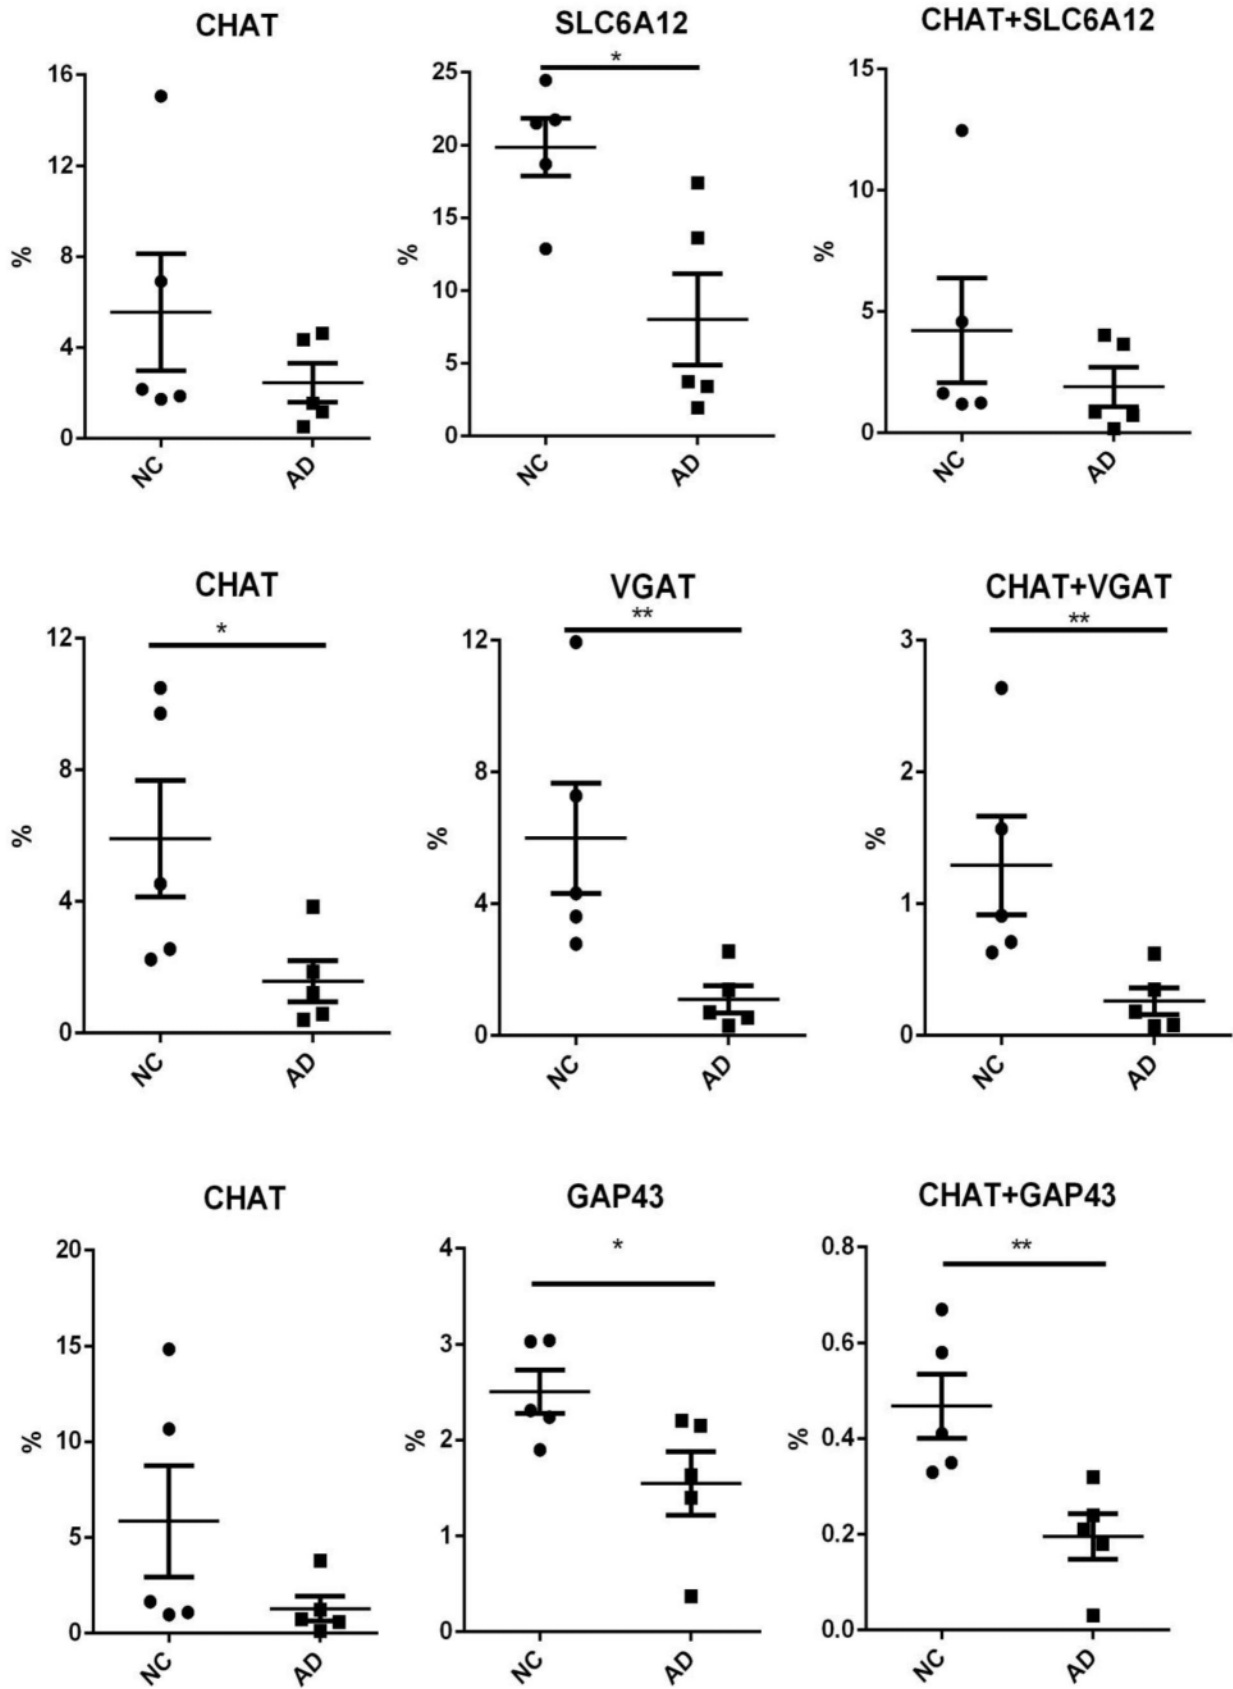 CHAT
SLC6A12
CHAT+SLC6A12
16
12
8
4
0
%
NC
AD
25
20
15
10
5
0
%
*
NC
AD
15
10
5
0
%
NC
AD
CHAT
VGAT
CHAT+VGAT
12
8
4
0
%
*
NC
AD
12
8
4
0
%
**
NC
AD
3
2
1
0
%
**
NC
AD
CHAT
GAP43
CHAT+GAP43
20
15
10
5
0
%
NC
AD
4
3
2
1
0
%
*
NC
AD
0.8
0.6
0.4
0.2
0.0
%
**
NC
AD